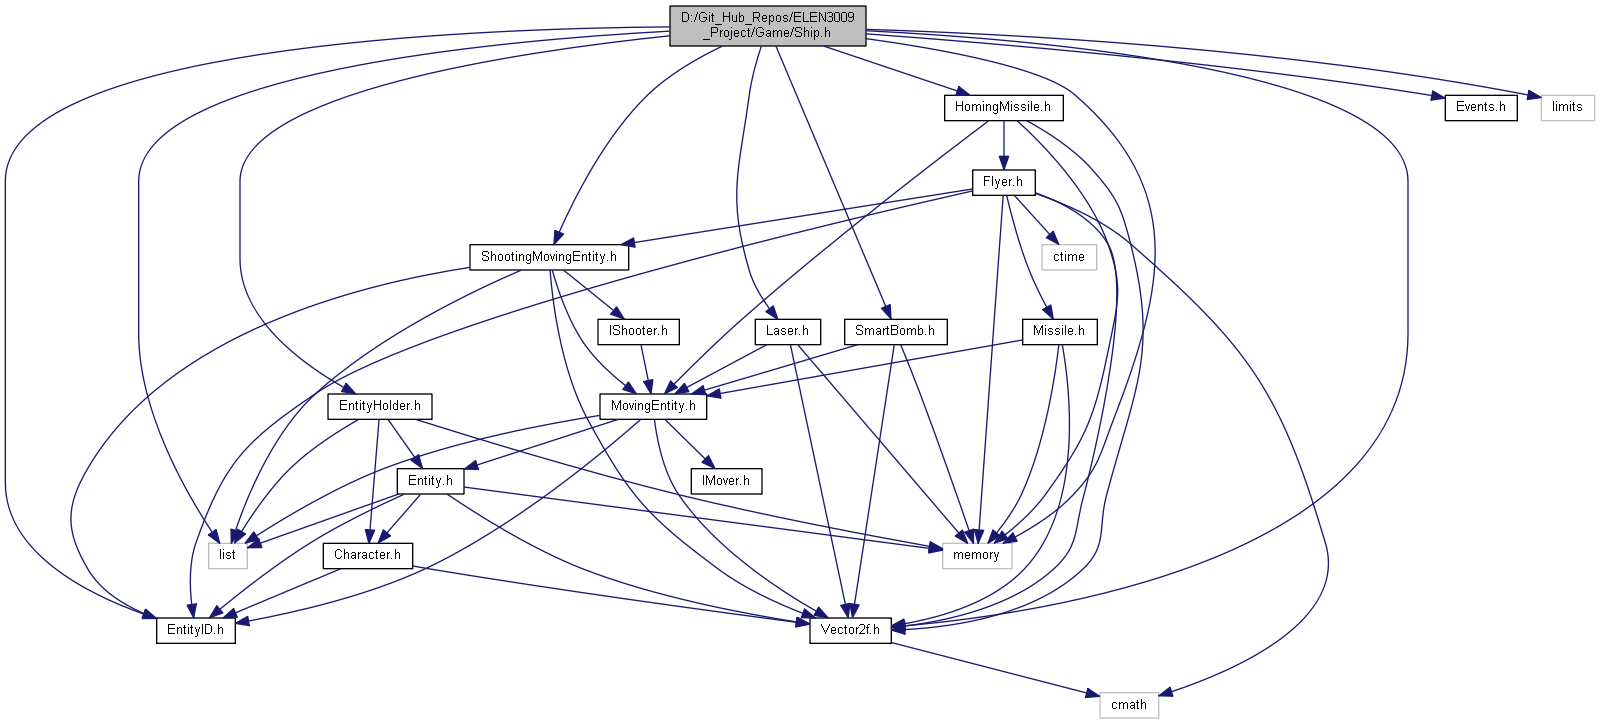 D:/Git_Hub_Repos/ELEN3009
_Project/Game/Ship.h
HomingMissile.h
Events.h
limits
Flyer.h
ShootingMovingEntity.h
ctime
IShooter.h
Laser.h
SmartBomb.h
Missile.h
EntityHolder.h
MovingEntity.h
Entity.h
IMover.h
list
Character.h
memory
EntityID.h
Vector2f.h
cmath